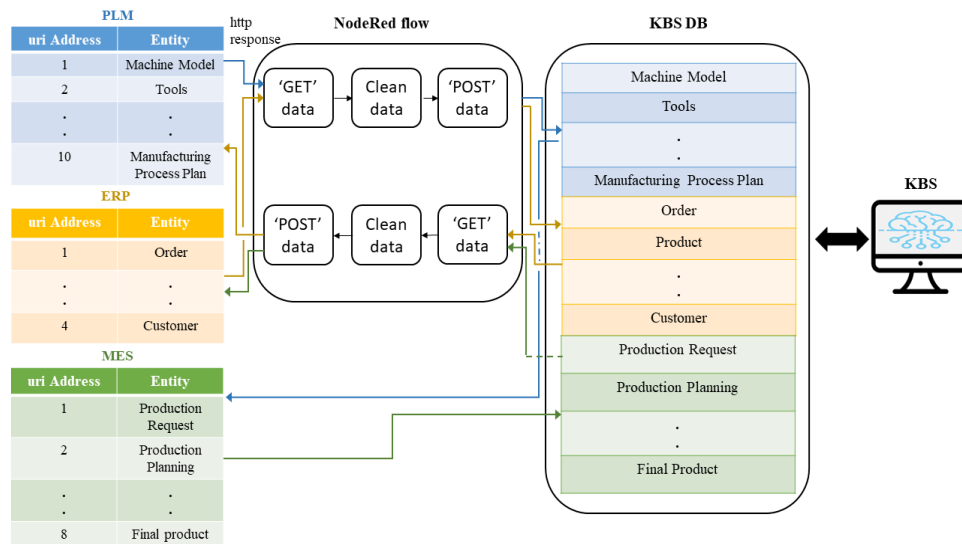 PLM
uri Address Entity
1 Machine Model
2 Tools
. .
. .
10 Manufacturing
Process Plan
ERP
uri Address Entity
1 Order
. .
. .
4 Customer
MES
uri Address Entity
1 Production
Request
2 Production
Planning
. .
. .
8 Final product
http
response
NodeRed flow
‘GET’
data
Clean
data
‘POST’
data
‘POST’
data
Clean
data
‘GET’
data
KBS DB
Machine Model
Tools
.
.
Manufacturing Process Plan
Order
Product
.
.
Customer
Production Request
Production Planning
.
.
Final Product
KBS